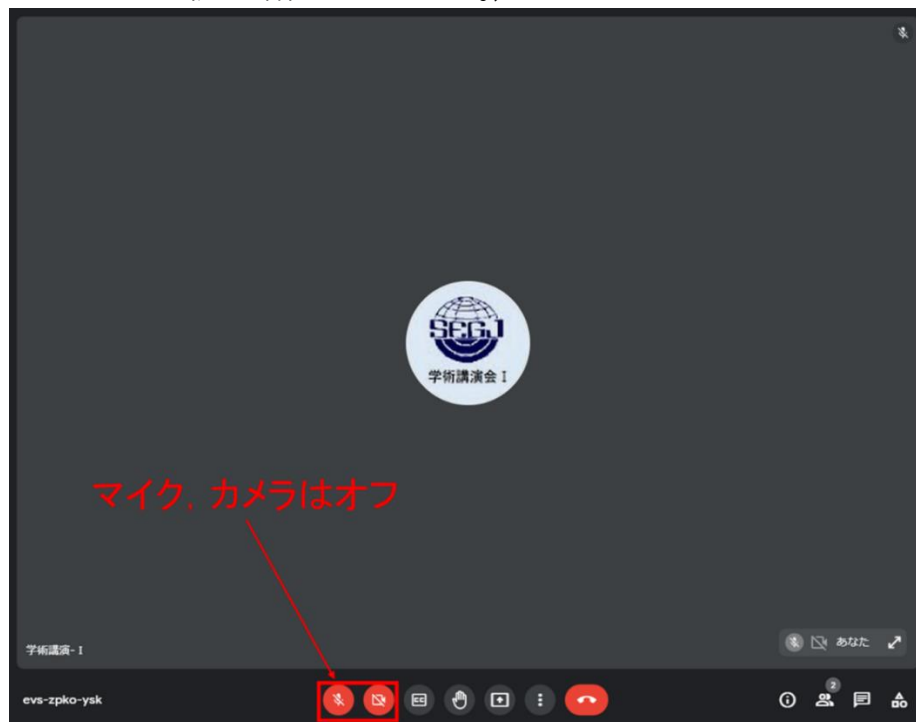 SEGJ
学術講演会 I
マイク, カメラはオフ
学術講演- I
あなた
evs-zpko-ysk
CC
2